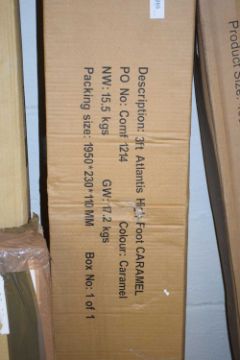 Description: 3ft Atlantis High Foot CARAMEL
PO No: Comf 1214 Colour: Caramel
NW: 15.5 kgs GW: 17.2 kgs
Packing size: 1950*230*110MM Box No: 1 of 1
Product Size: